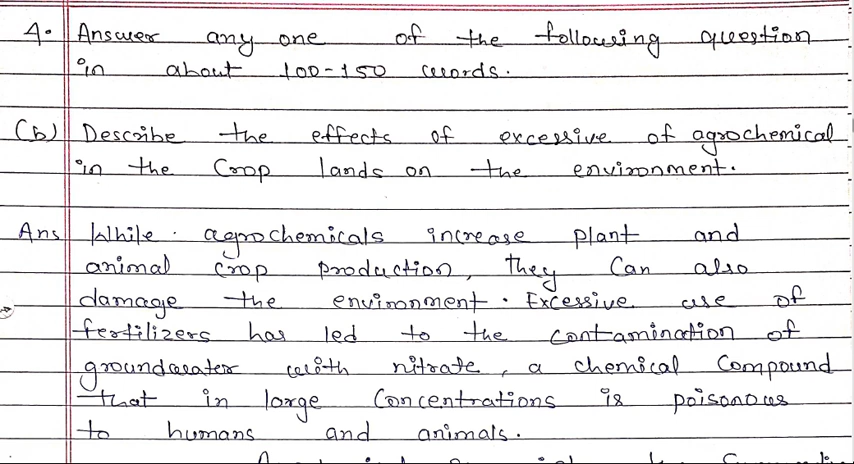 4. Answer any one of the following question
in about 100-150 words.
(b) Describe the effects of excessive of agrochemical
in the Crop lands on the environment.
Ans While agrochemicals increase plant and
animal crop production, they can also
damage the environment. Excessive use of
fertilizers has led to the contamination of
groundwater with nitrate, a chemical compound
that in large concentrations is poisonous
to humans and animals.